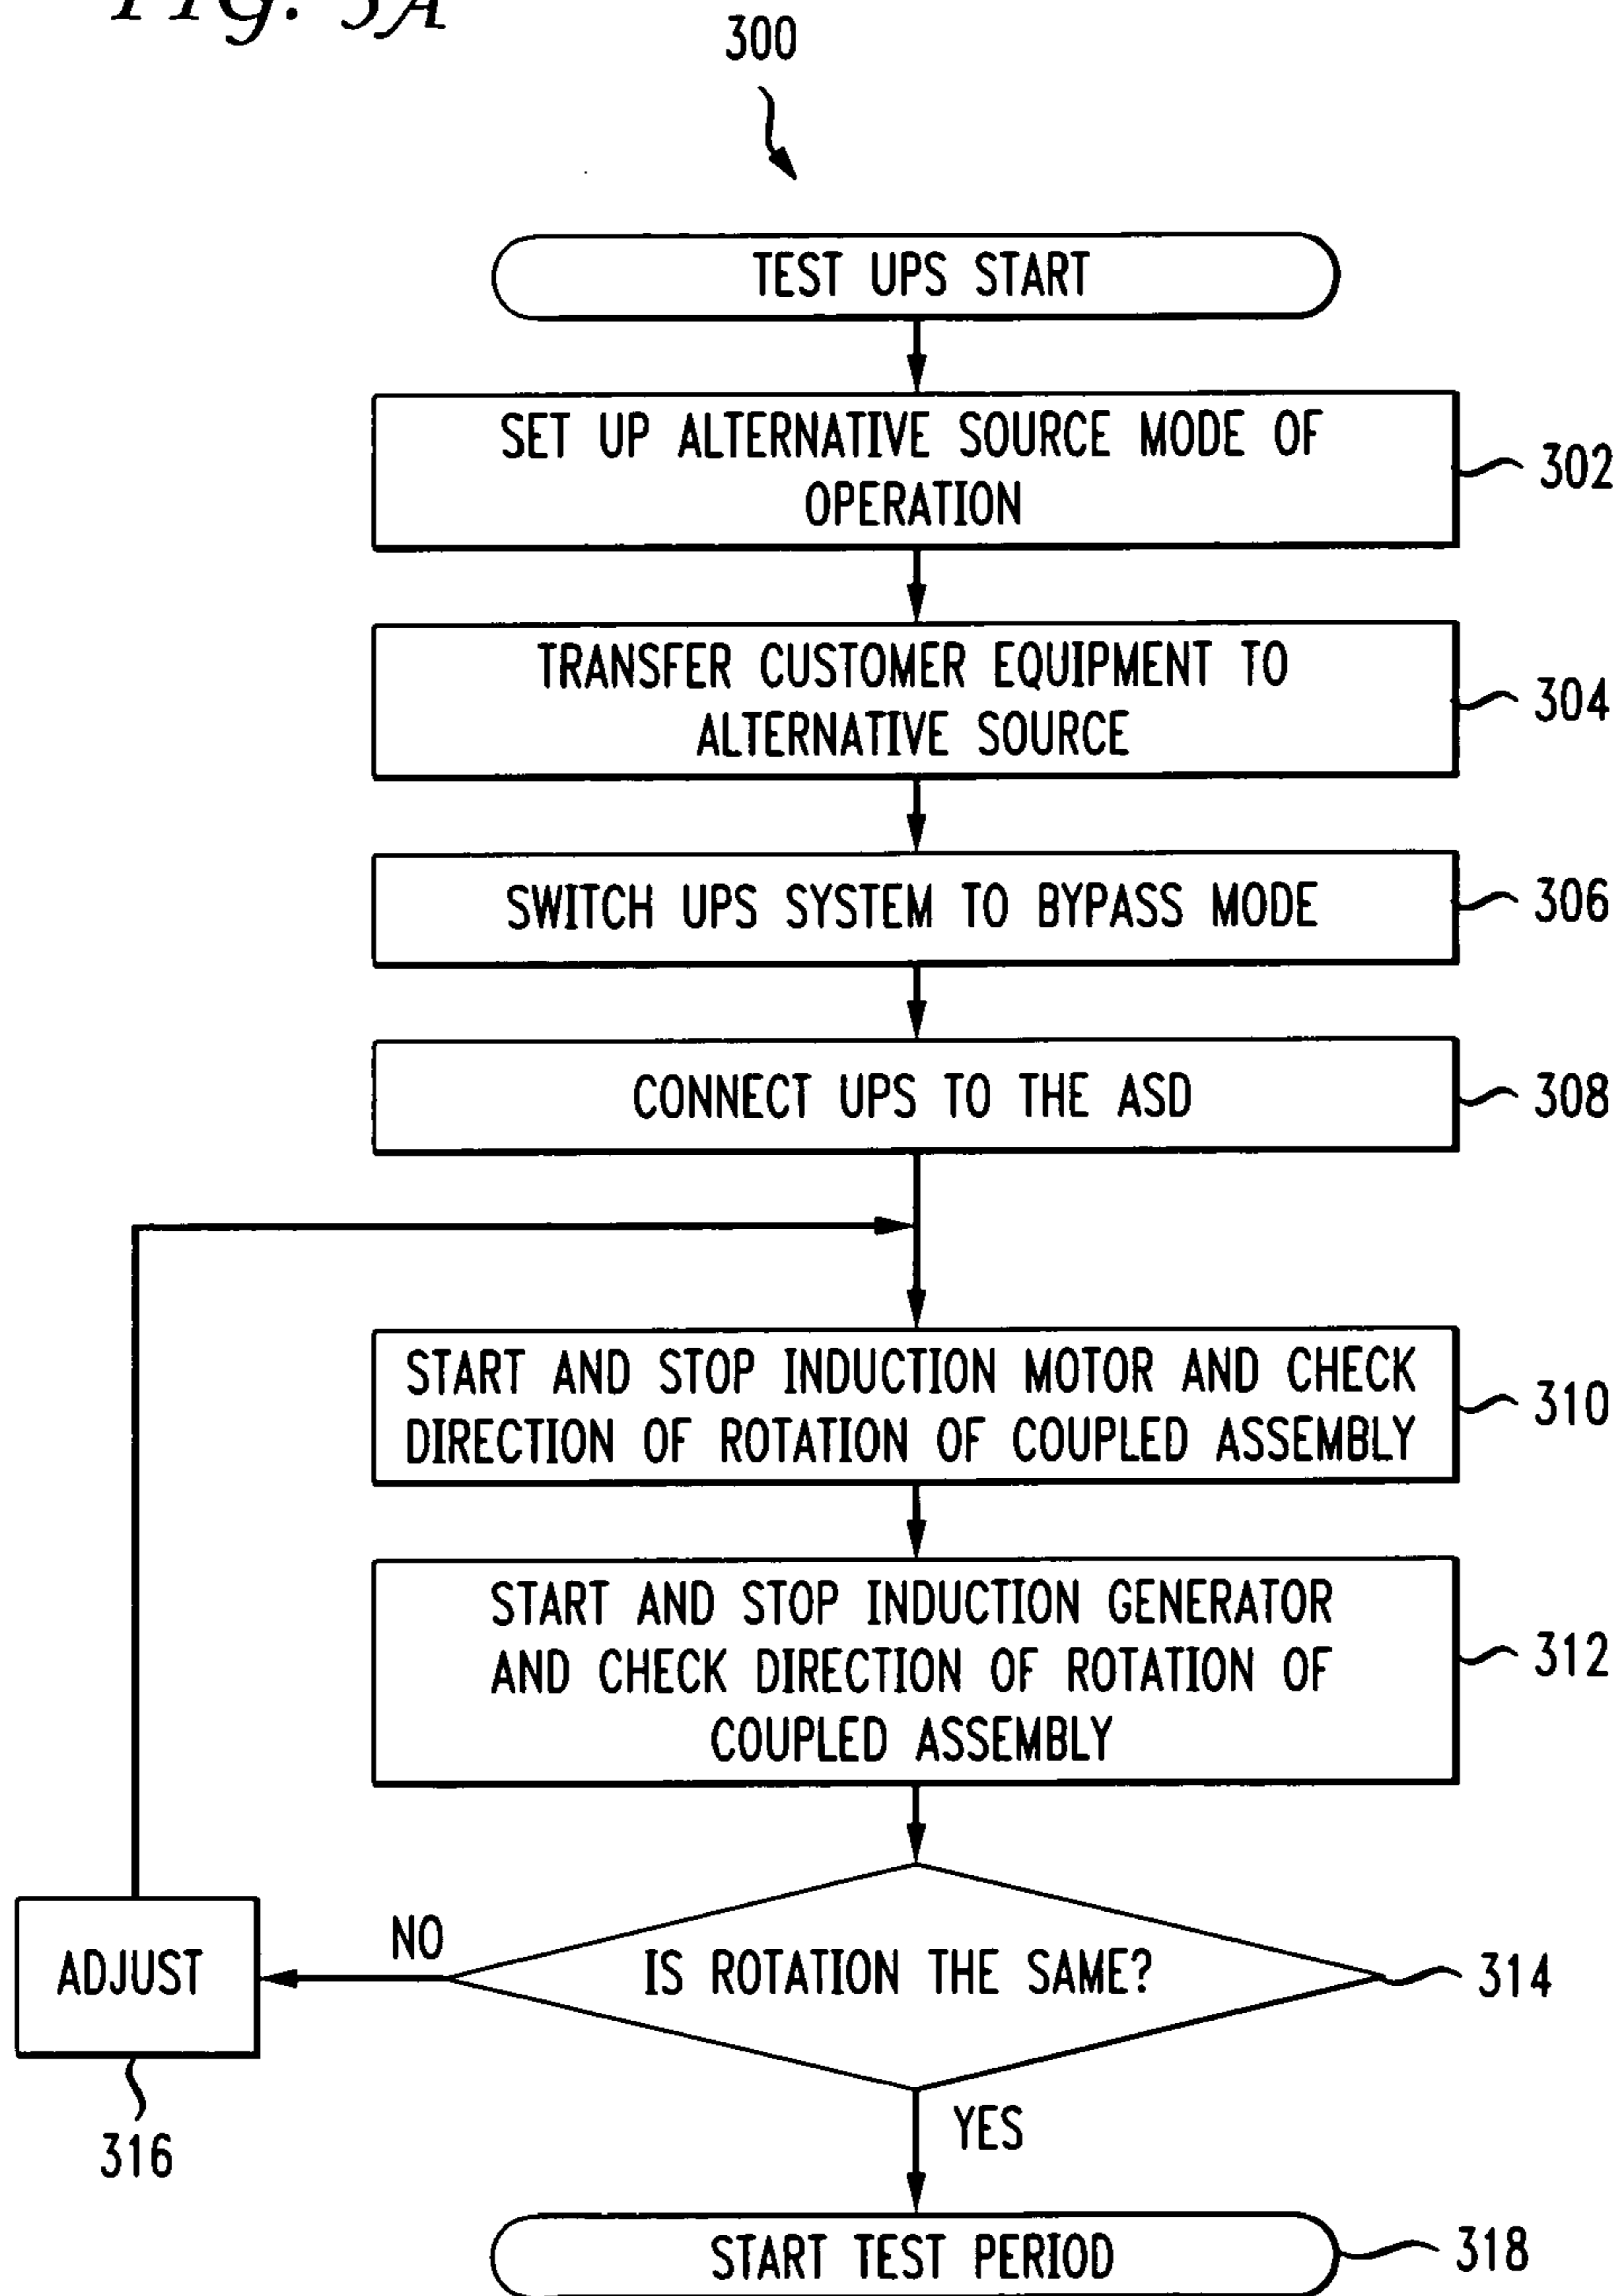 FIG. 3A
300
TEST UPS START
SET UP ALTERNATIVE SOURCE MODE OF
OPERATION
302
TRANSFER CUSTOMER EQUIPMENT TO
ALTERNATIVE SOURCE
304
SWITCH UPS SYSTEM TO BYPASS MODE
306
CONNECT UPS TO THE ASD
308
START AND STOP INDUCTION MOTOR AND CHECK
DIRECTION OF ROTATION OF COUPLED ASSEMBLY
310
START AND STOP INDUCTION GENERATOR
AND CHECK DIRECTION OF ROTATION OF
COUPLED ASSEMBLY
312
IS ROTATION THE SAME?
314
NO
ADJUST
316
YES
START TEST PERIOD
318